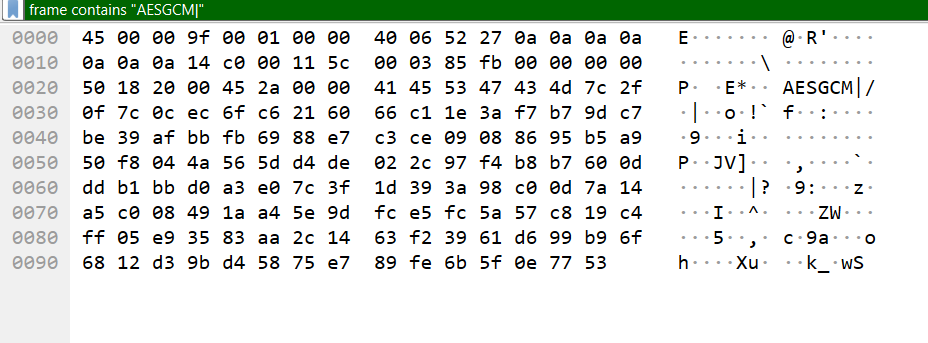 frame contains "AESGCM|"
0000 45 00 00 9f 00 01 00 00 40 06 52 27 0a 0a 0a 0a E·······@·R'····
0010 0a 0a 0a 14 c0 00 11 5c 00 03 85 fb 00 00 00 00 ·······\········
0020 50 18 20 00 45 2a 00 00 41 45 53 47 43 4d 7c 2f P· ·E*··AESGCM|/
0030 0f 7c 0c ec 6f c6 21 60 66 c1 1e 3a f7 b7 9d c7 ·|··o·!`f··:····
0040 be 39 af bb fb 69 88 e7 c3 ce 09 08 86 95 b5 a9 ·9···i··········
0050 50 f8 04 4a 56 5d d4 de 02 2c 97 f4 b8 b7 60 0d P··JV]···,····`·
0060 dd b1 bb d0 a3 e0 7c 3f 1d 39 3a 98 c0 0d 7a 14 ······|?·9:···z·
0070 a5 c0 08 49 1a a4 5e 9d fc e5 fc 5a 57 c8 19 c4 ···I··^····ZW···
0080 ff 05 e9 35 83 aa 2c 14 63 f2 39 61 d6 99 b9 6f ···5··,·c·9a···o
0090 68 12 d3 9b d4 58 75 e7 89 fe 6b 5f 0e 77 53 h····Xu···k_·wS